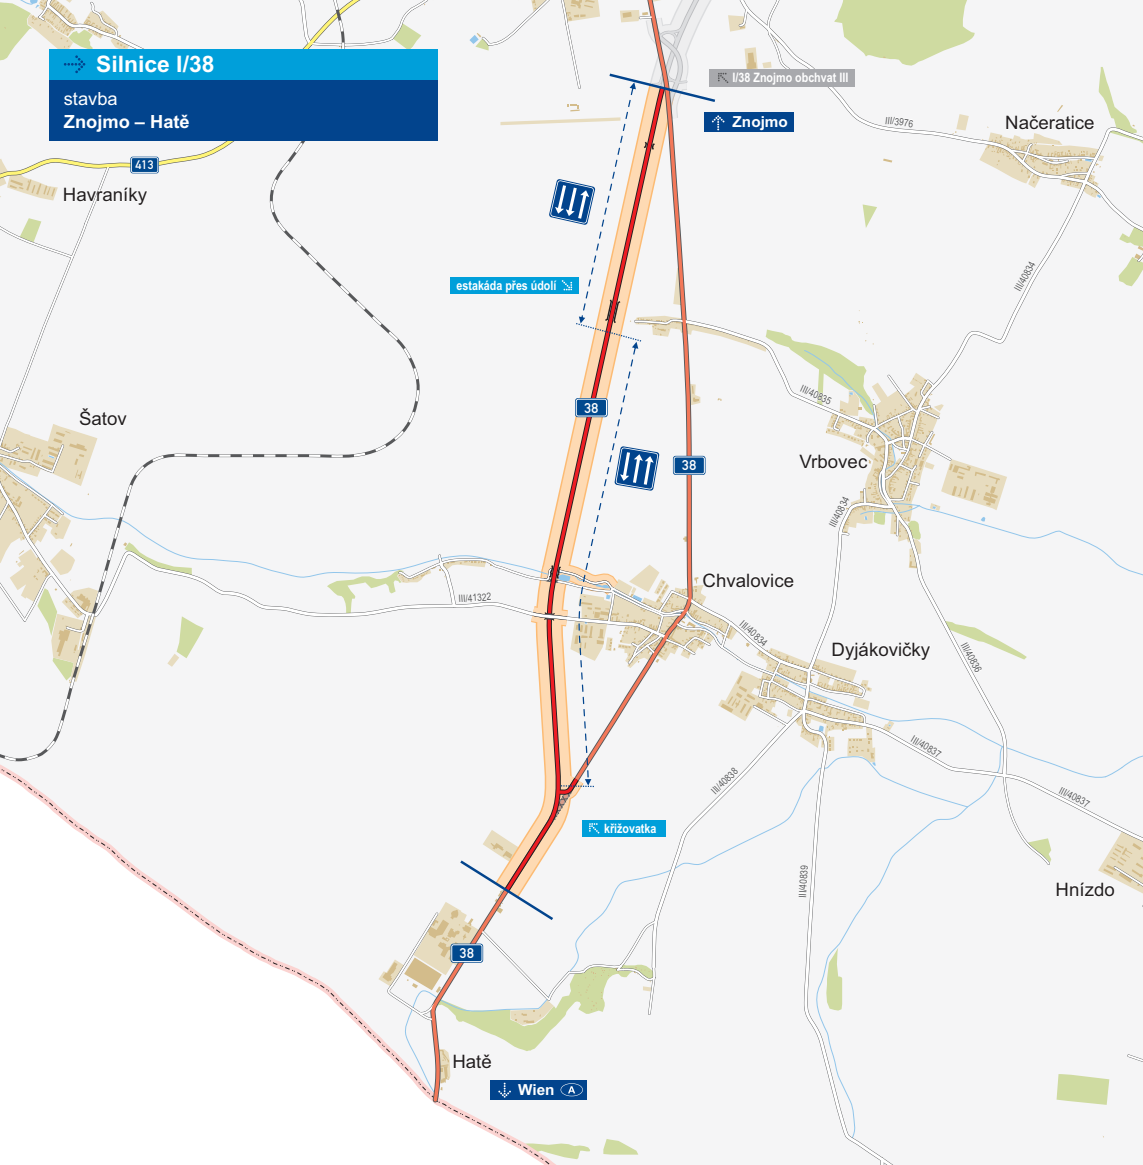 Silnice I/38
stavba
Znojmo – Hatě
I/38 Znojmo obchvat III
Znojmo
III/3976
Načeratice
413
Havraníky
III/40834
estakáda přes údolí
III/40835
38
Šatov
38
Vrbovec
III/40834
Chvalovice
III/41322
III/40834
Dyjákovičky
III/40836
III/40837
III/40838
III/40837
křižovatka
III/40839
Hnízdo
38
Hatě
Wien A